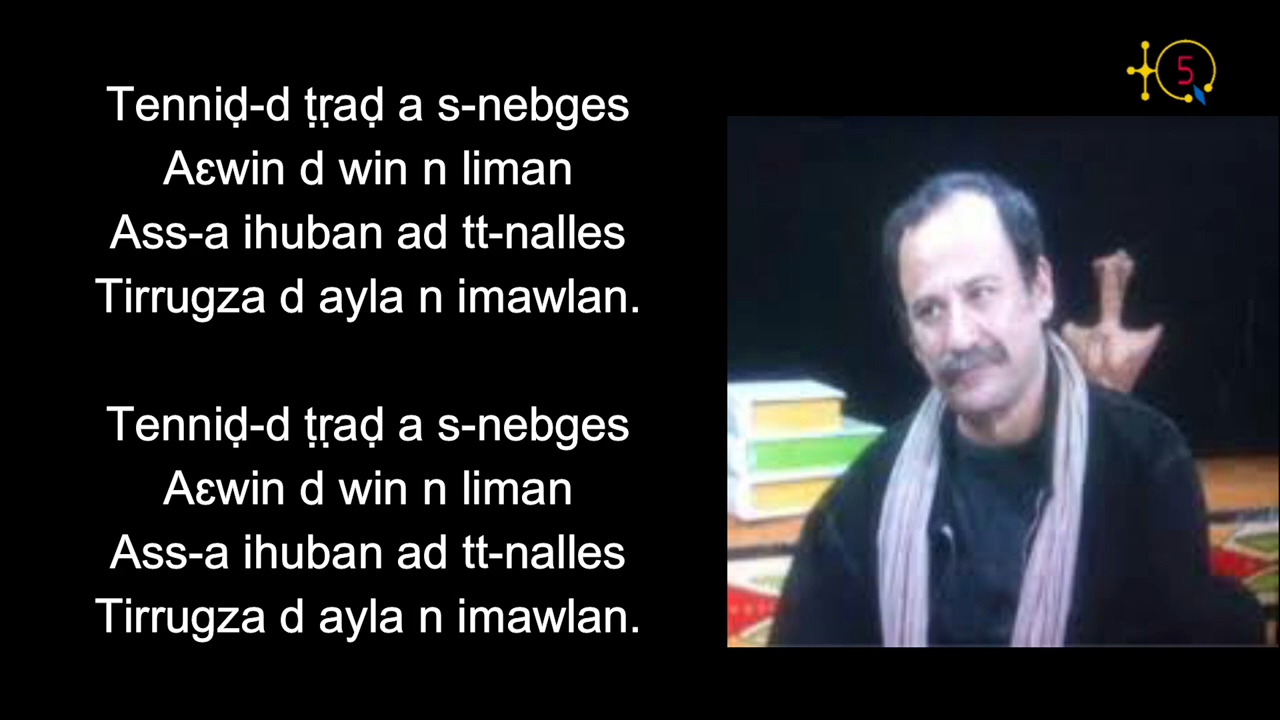 5
Tenniḍ-d ṭṛaḍ a s-nebges
Aɛwin d win n liman
Ass-a ihuban ad tt-nalles
Tirrugza d ayla n imawlan.
Tenniḍ-d ṭṛaḍ a s-nebges
Aɛwin d win n liman
Ass-a ihuban ad tt-nalles
Tirrugza d ayla n imawlan.